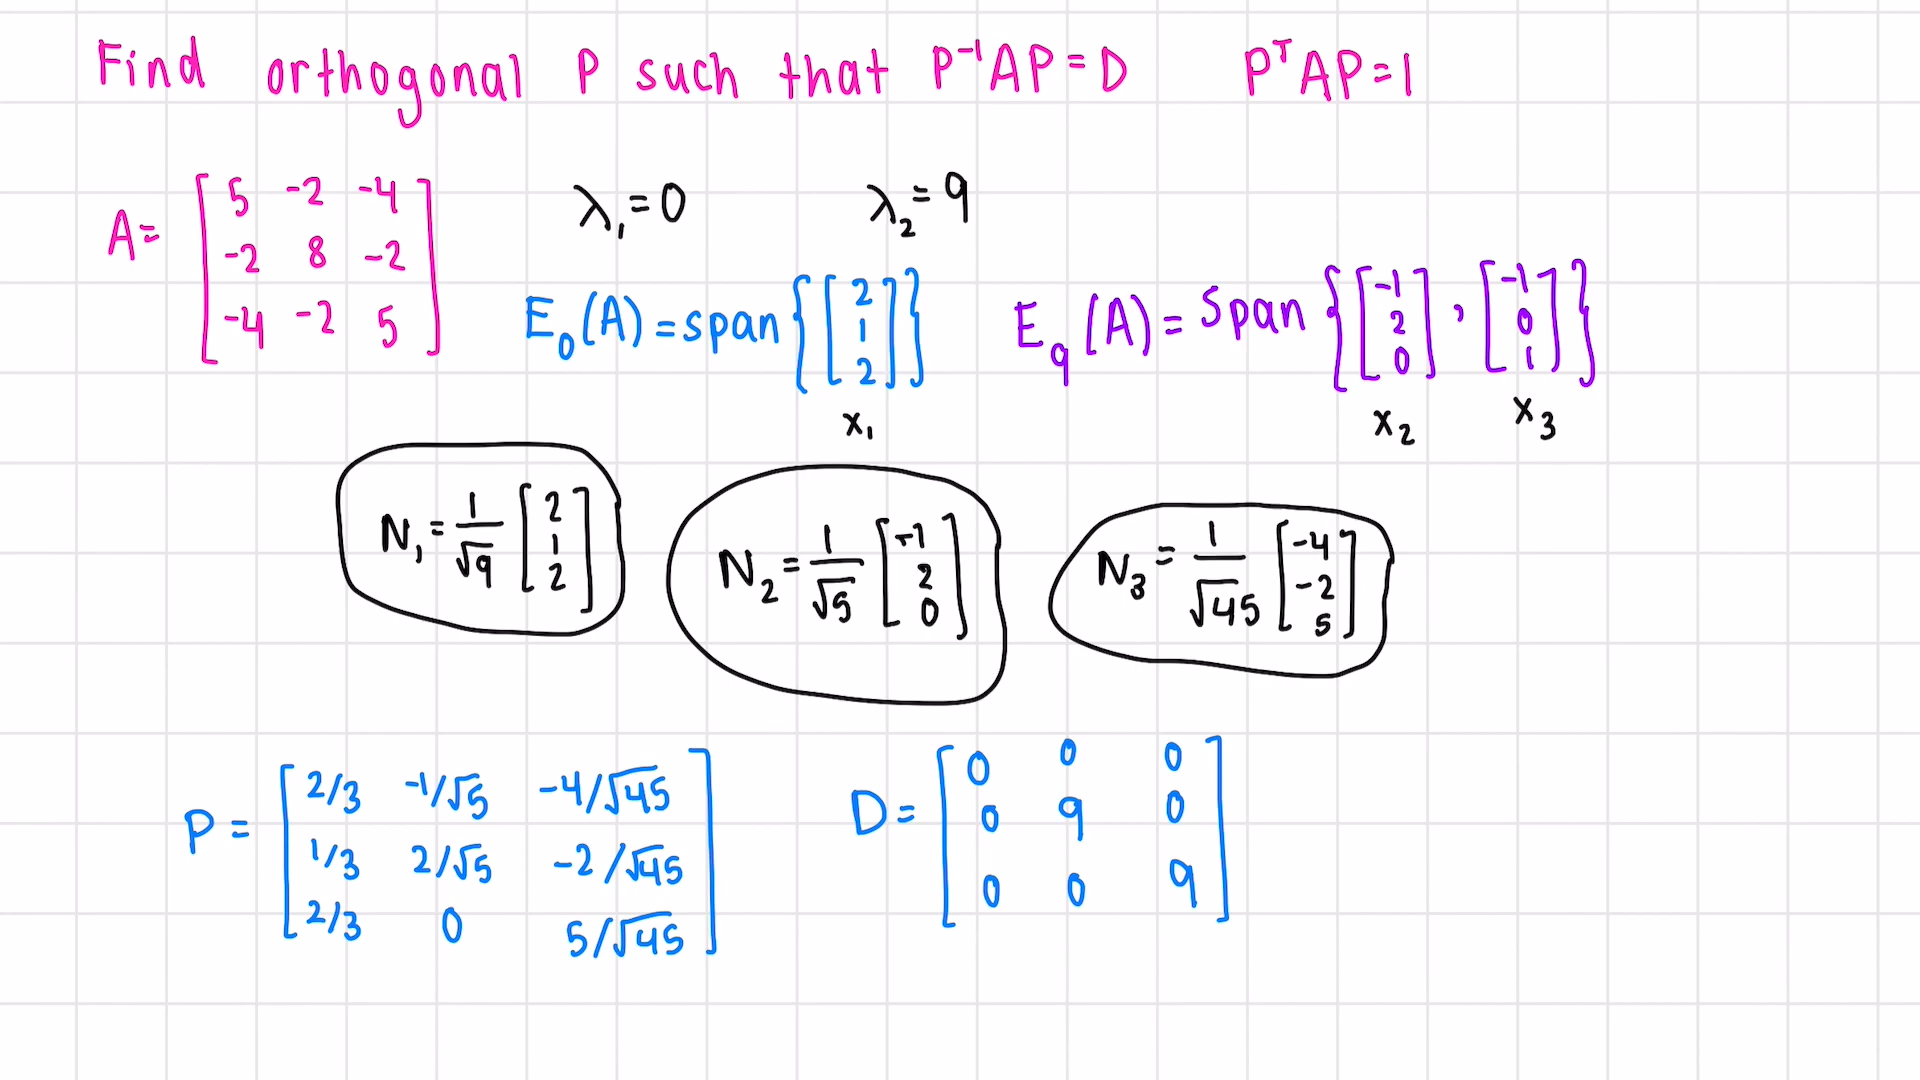 Find orthogonal P such that P⁻¹AP=D PᵀAP=1
A= [5 -2 -4; -2 8 -2; -4 -2 5] λ₁=0 λ₂=9
E₀(A)=span{[2; 1; 2]} E₉(A)=span{[-1; 2; 0], [-1; 0; 1]}
x₁ x₂ x₃
N₁= 1/√9 [2; 1; 2] N₂= 1/√5 [-1; 2; 0] N₃= 1/√45 [-4; -2; 5]
P= [2/3 -1/√5 -4/√45; 1/3 2/√5 -2/√45; 2/3 0 5/√45] D= [0 0 0; 0 9 0; 0 0 9]